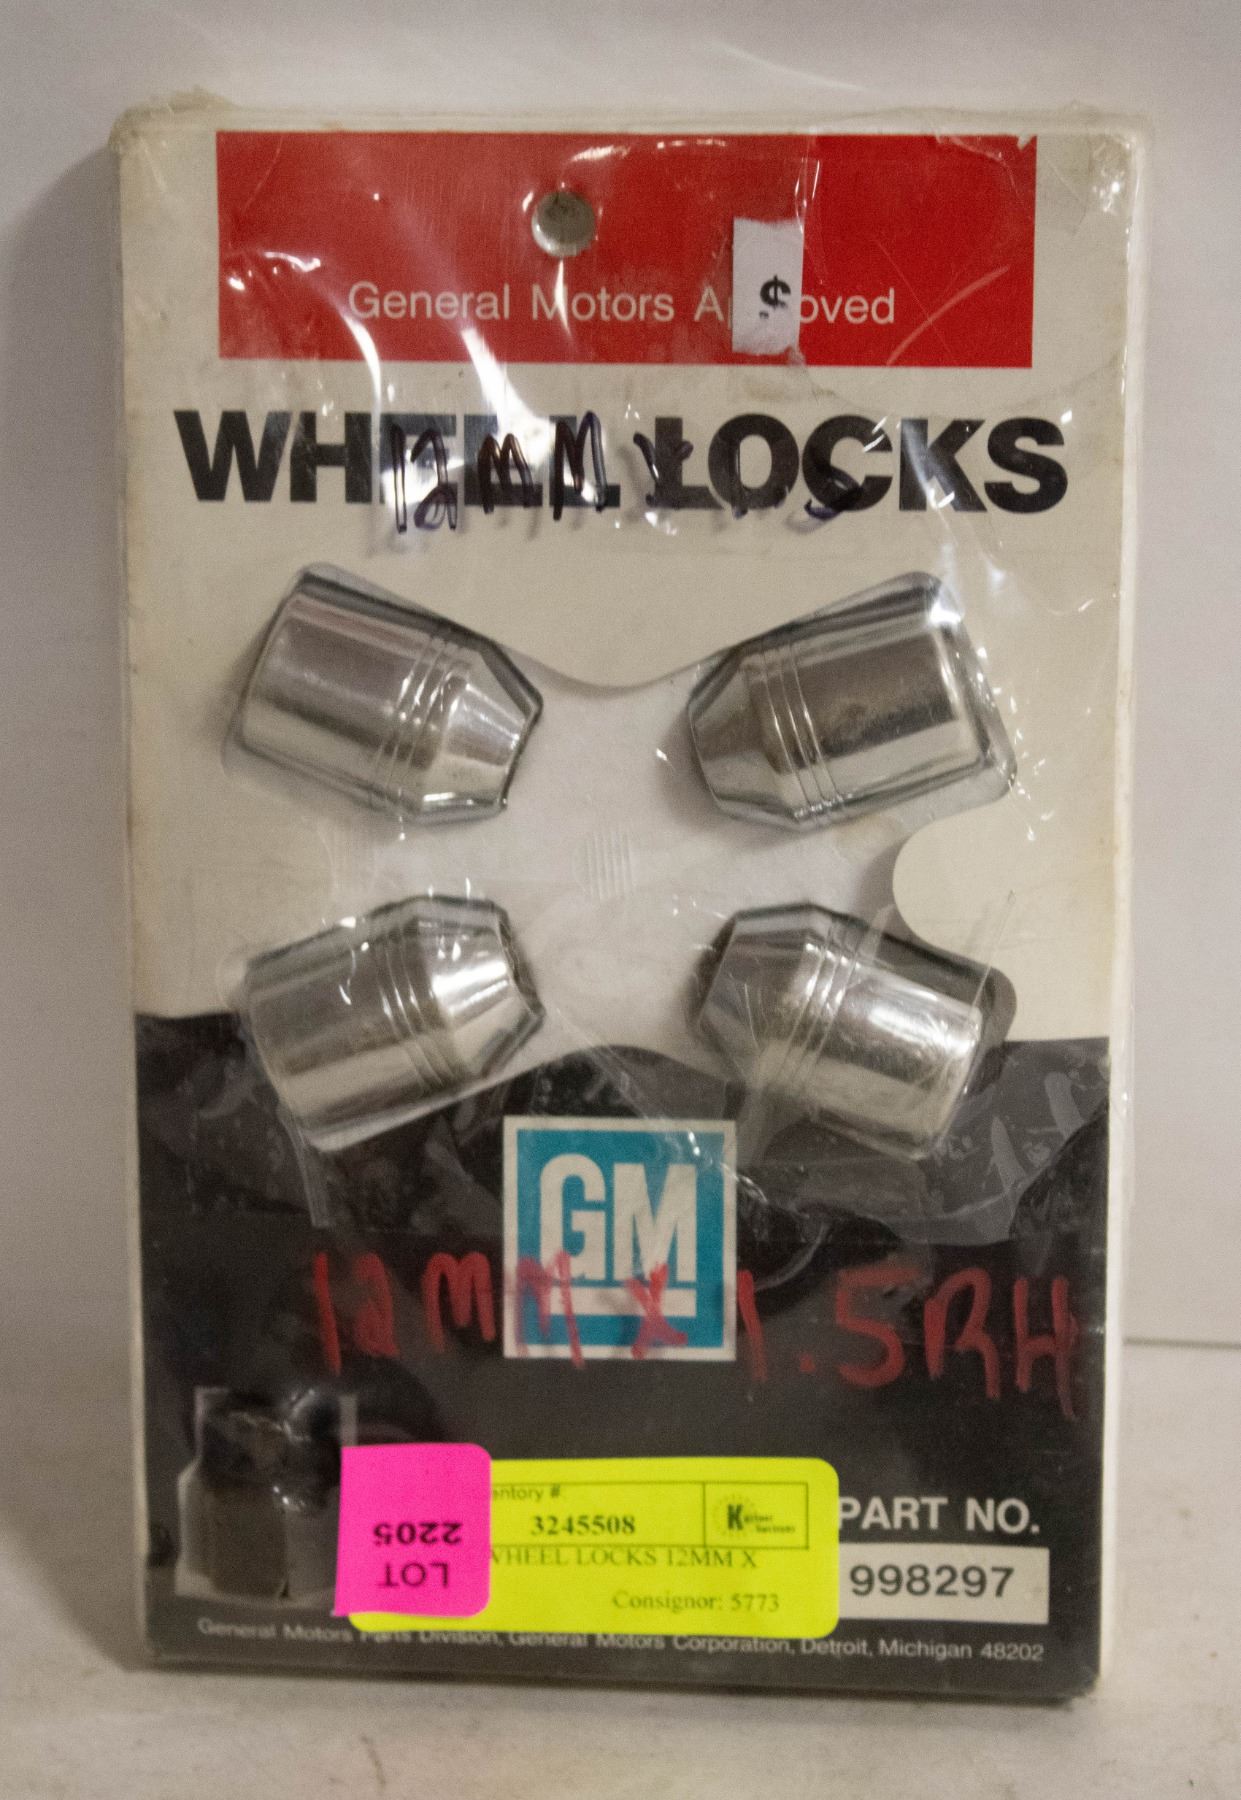 General Motors Ap oved
$
WHEEL LOCKS
12MM x
GM
12MM x 1.5RH
entory #
3245508
WHEEL LOCKS 12MM X
Consignor: 5773
LOT
2205
PART NO.
998297
General Motors Parts Division, General Motors Corporation, Detroit, Michigan 48202